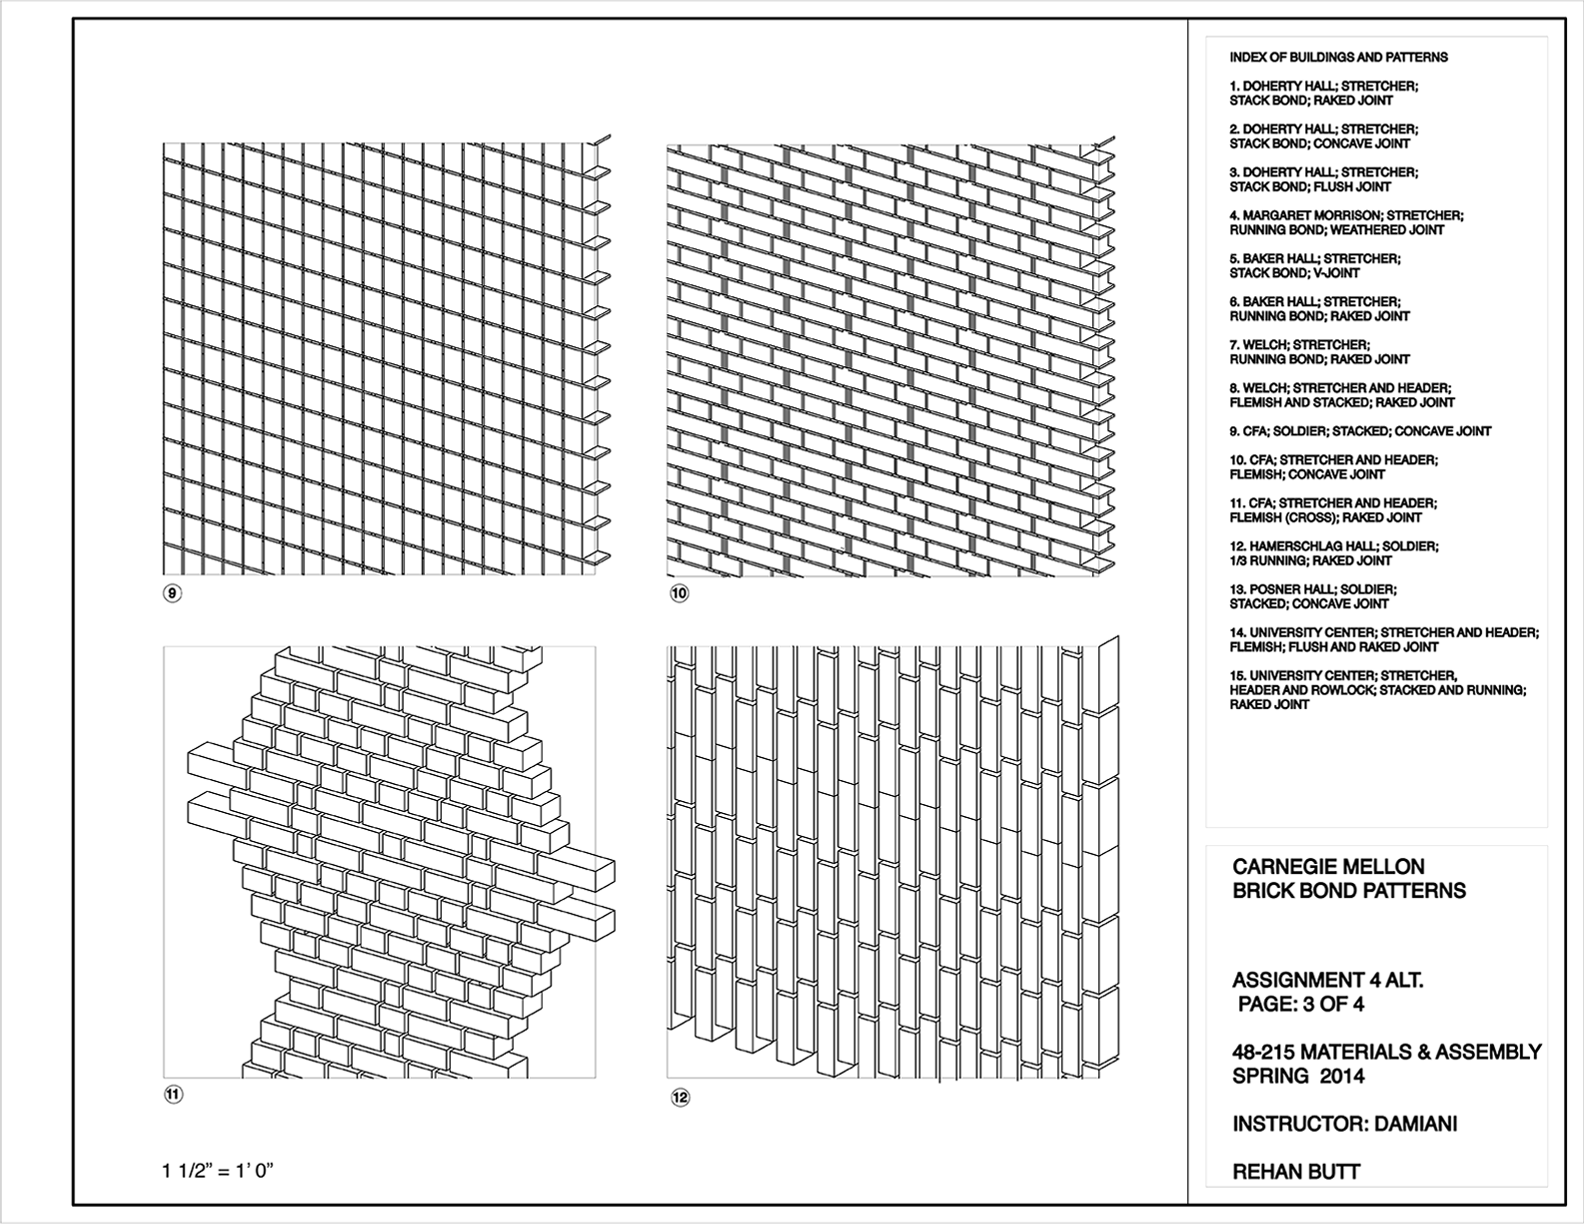 9
10
11
12
1 1/2” = 1’ 0”
INDEX OF BUILDINGS AND PATTERNS
1. DOHERTY HALL; STRETCHER;
STACK BOND; RAKED JOINT
2. DOHERTY HALL; STRETCHER;
STACK BOND; CONCAVE JOINT
3. DOHERTY HALL; STRETCHER;
STACK BOND; FLUSH JOINT
4. MARGARET MORRISON; STRETCHER;
RUNNING BOND; WEATHERED JOINT
5. BAKER HALL; STRETCHER;
STACK BOND; V-JOINT
6. BAKER HALL; STRETCHER;
RUNNING BOND; RAKED JOINT
7. WELCH; STRETCHER;
RUNNING BOND; RAKED JOINT
8. WELCH; STRETCHER AND HEADER;
FLEMISH AND STACKED; RAKED JOINT
9. CFA; SOLDIER; STACKED; CONCAVE JOINT
10. CFA; STRETCHER AND HEADER;
FLEMISH; CONCAVE JOINT
11. CFA; STRETCHER AND HEADER;
FLEMISH (CROSS); RAKED JOINT
12. HAMERSCHLAG HALL; SOLDIER;
1/3 RUNNING; RAKED JOINT
13. POSNER HALL; SOLDIER;
STACKED; CONCAVE JOINT
14. UNIVERSITY CENTER; STRETCHER AND HEADER;
FLEMISH; FLUSH AND RAKED JOINT
15. UNIVERSITY CENTER; STRETCHER,
HEADER AND ROWLOCK; STACKED AND RUNNING;
RAKED JOINT
CARNEGIE MELLON
BRICK BOND PATTERNS
ASSIGNMENT 4 ALT.
PAGE: 3 OF 4
48-215 MATERIALS & ASSEMBLY
SPRING 2014
INSTRUCTOR: DAMIANI
REHAN BUTT